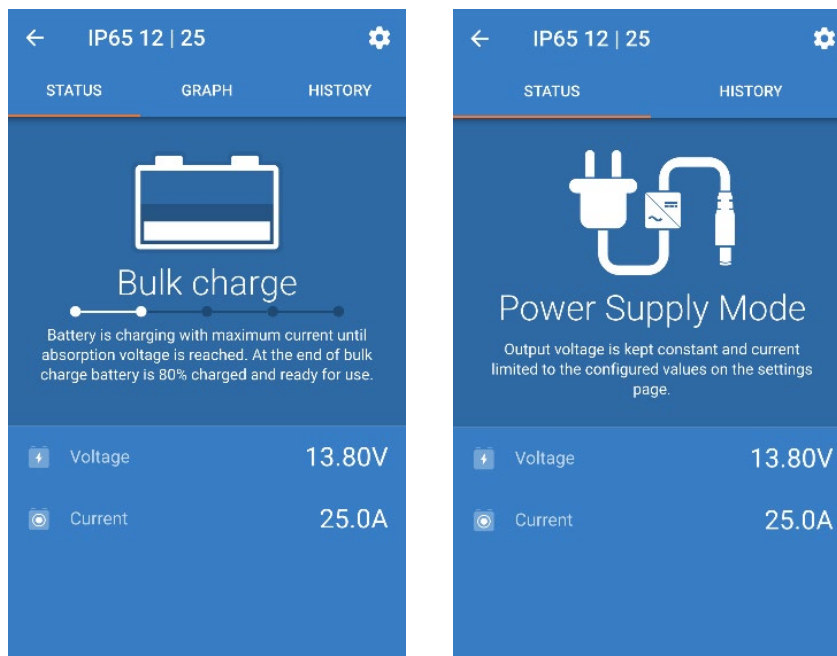 IP65 12 | 25
STATUS GRAPH HISTORY
Bulk charge
Battery is charging with maximum current until
absorption voltage is reached. At the end of bulk
charge battery is 80% charged and ready for use.
Voltage 13.80V
Current 25.0A
IP65 12 | 25
STATUS HISTORY
Power Supply Mode
Output voltage is kept constant and current
limited to the configured values on the settings
page.
Voltage 13.80V
Current 25.0A